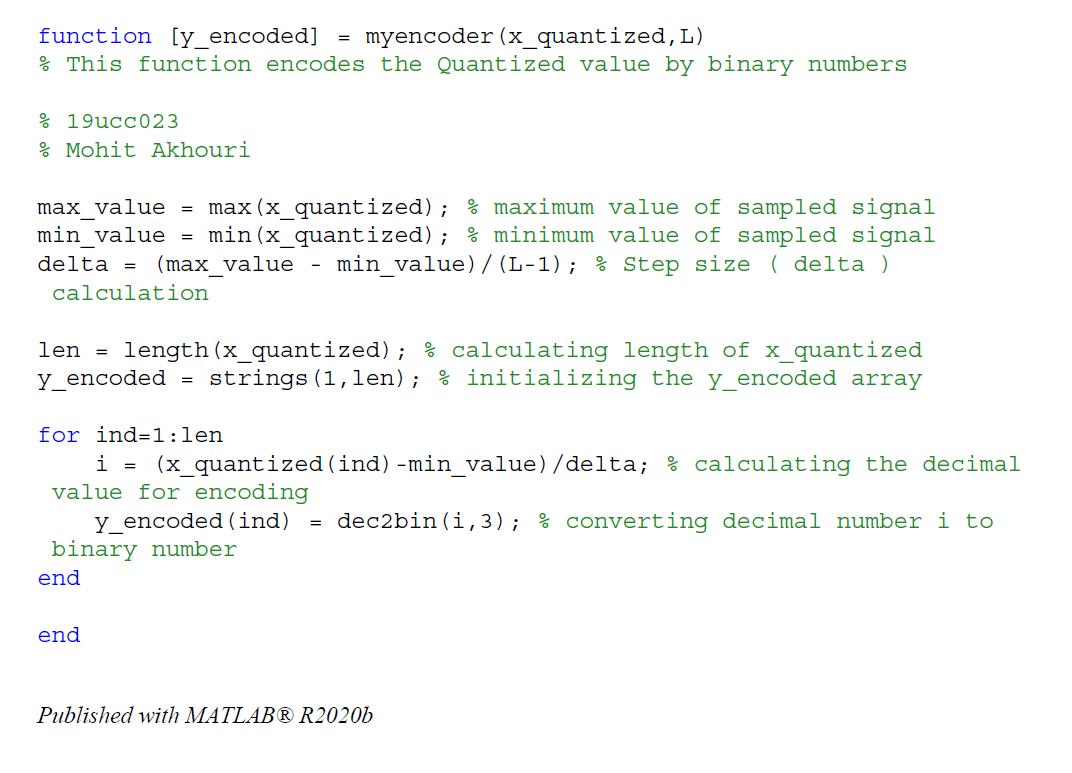 function [y_encoded] = myencoder(x_quantized,L)
% This function encodes the Quantized value by binary numbers
% 19ucc023
% Mohit Akhouri
max_value = max(x_quantized); % maximum value of sampled signal
min_value = min(x_quantized); % minimum value of sampled signal
delta = (max_value - min_value)/(L-1); % Step size ( delta )
calculation
len = length(x_quantized); % calculating length of x_quantized
y_encoded = strings(1,len); % initializing the y_encoded array
for ind=1:len
i = (x_quantized(ind)-min_value)/delta; % calculating the decimal
value for encoding
y_encoded(ind) = dec2bin(i,3); % converting decimal number i to
binary number
end
end
Published with MATLAB® R2020b